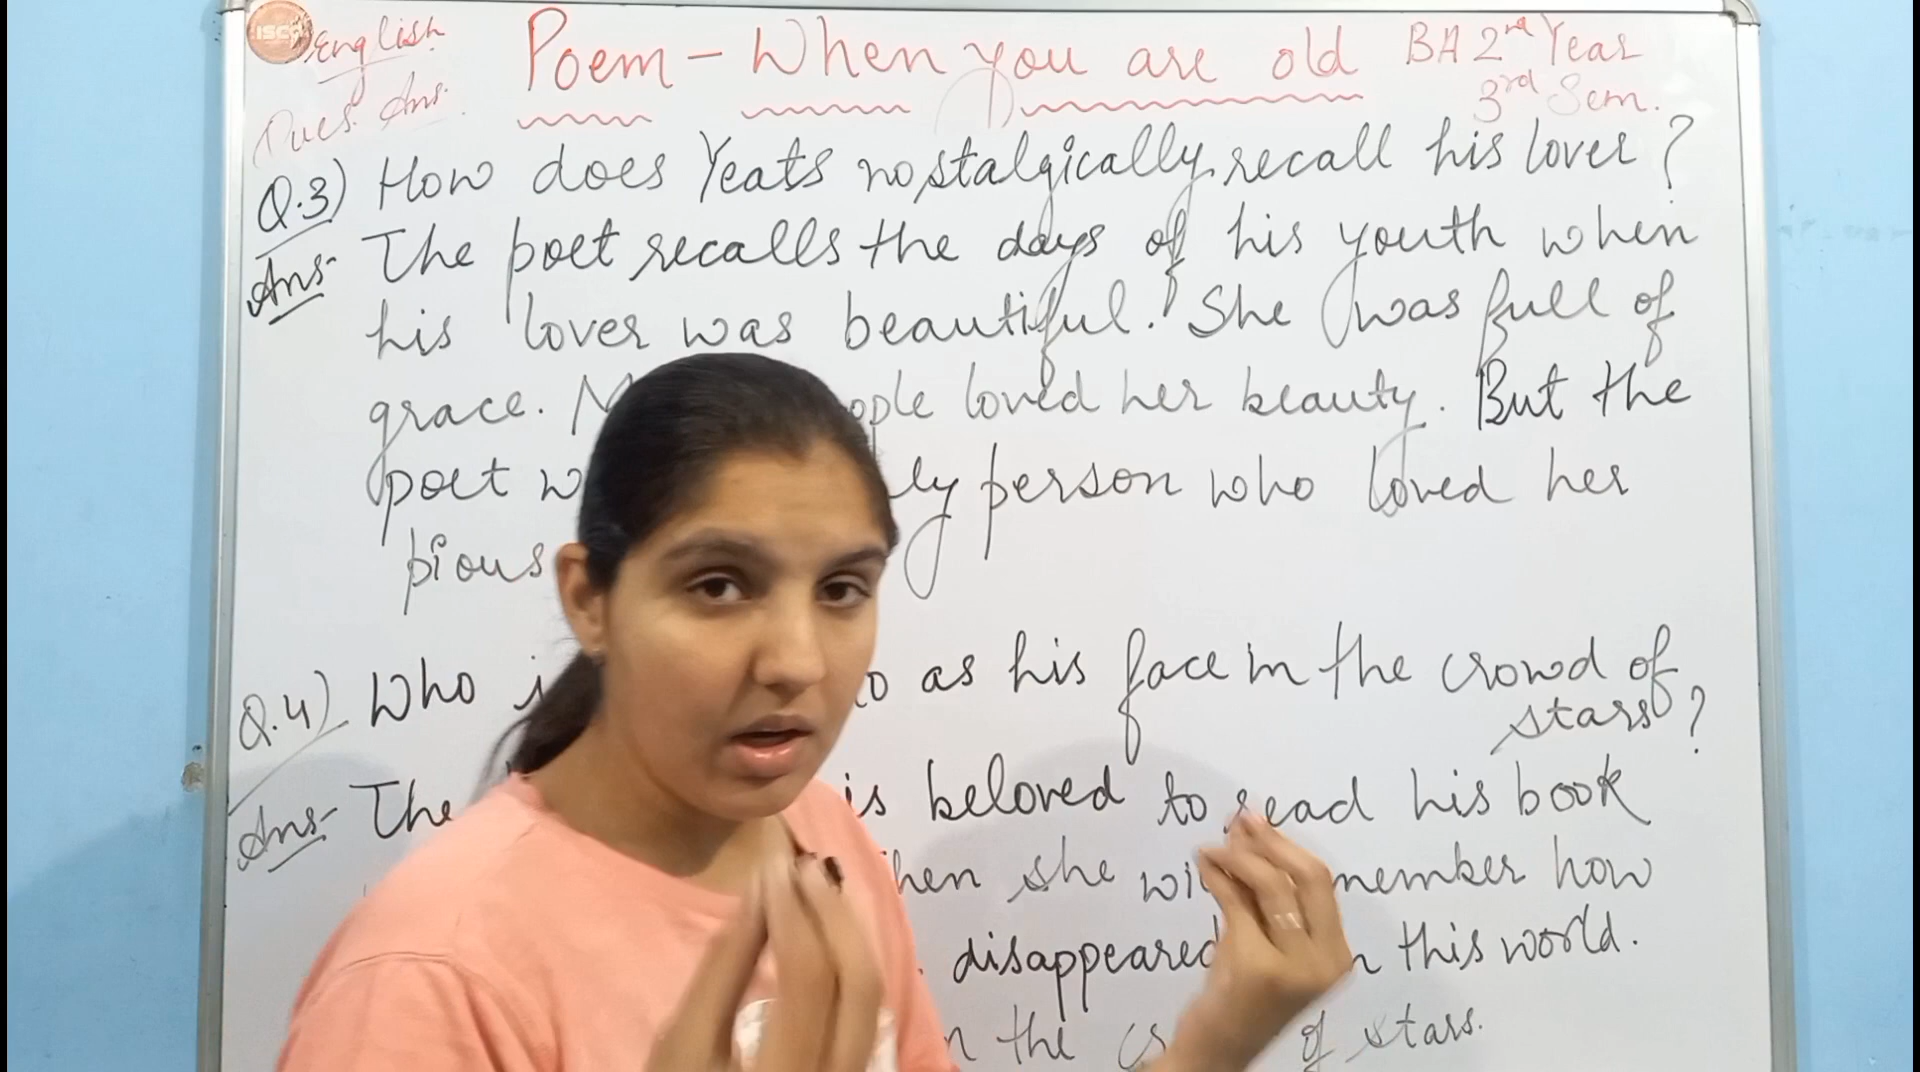 ISCC English
Poem - When you are old
BA 2nd Year
3rd Sem.
Ques. Ans.
Q.3) How does Yeats nostalgically recall his lover?
Ans- The poet recalls the days of his youth when
his lover was beautiful. She was full of
grace. ople loved her beauty. But the
poet w ly person who loved her
pious
Q.4) Who i o as his face in the crowd of
stars?
Ans- The is beloved to read his book
hen she wi member how
disappeared this world.
n the of stars.